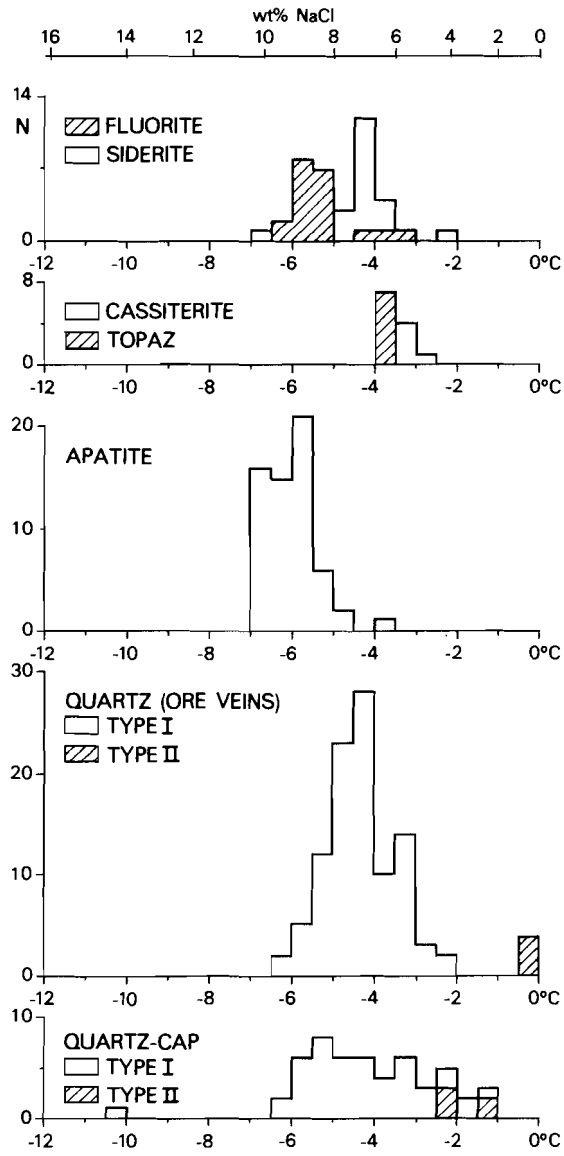 wt% NaCl
16 14 12 10 8 6 4 2 0
14
N
FLUORITE
SIDERITE
0
-12 -10 -8 -6 -4 -2 0°C
8
CASSITERITE
TOPAZ
0
-12 -10 -8 -6 -4 -2 0°C
20
APATITE
10
0
-12 -10 -8 -6 -4 -2 0°C
30
QUARTZ (ORE VEINS)
TYPE I
TYPE II
20
10
0
-12 -10 -8 -6 -4 -2 0°C
10
QUARTZ-CAP
TYPE I
5
TYPE II
0
-12 -10 -8 -6 -4 -2 0°C